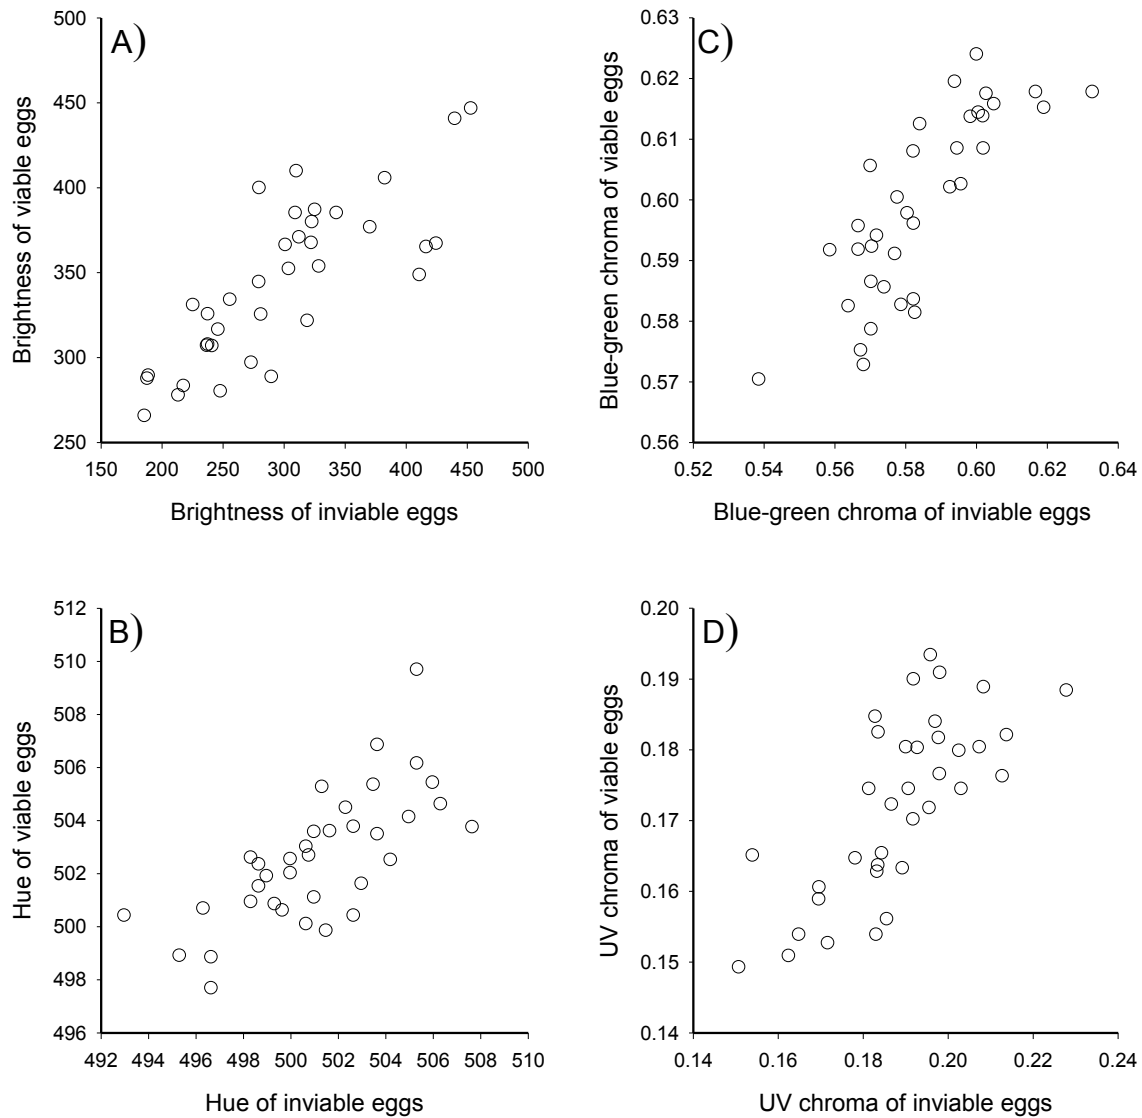 A)
500
450
400
350
300
250
150 200 250 300 350 400 450 500
Brightness of viable eggs
Brightness of inviable eggs
C)
0.63
0.62
0.61
0.60
0.59
0.58
0.57
0.56
0.52 0.54 0.56 0.58 0.60 0.62 0.64
Blue-green chroma of viable eggs
Blue-green chroma of inviable eggs
B)
512
510
508
506
504
502
500
498
496
492 494 496 498 500 502 504 506 508 510
Hue of viable eggs
Hue of inviable eggs
D)
0.20
0.19
0.18
0.17
0.16
0.15
0.14
0.14 0.16 0.18 0.20 0.22 0.24
UV chroma of viable eggs
UV chroma of inviable eggs